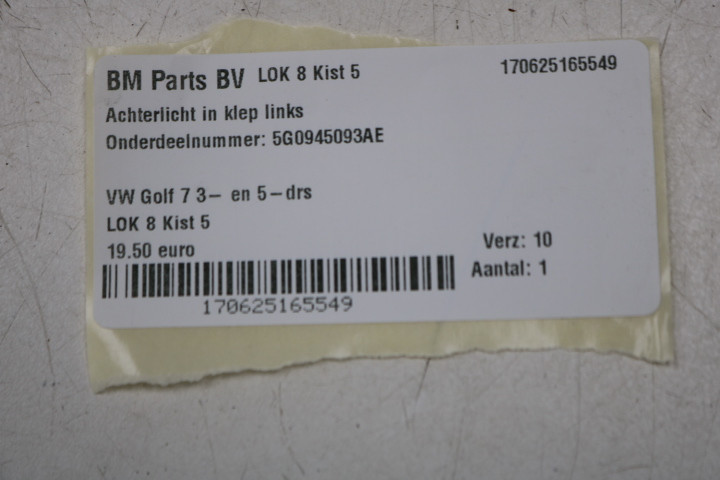 BM Parts BV LOK 8 Kist 5 170625165549
Achterlicht in klep links
Onderdeelnummer: 5G0945093AE
VW Golf 7 3- en 5-drs
LOK 8 Kist 5
19.50 euro Verz: 10
Aantal: 1
170625165549